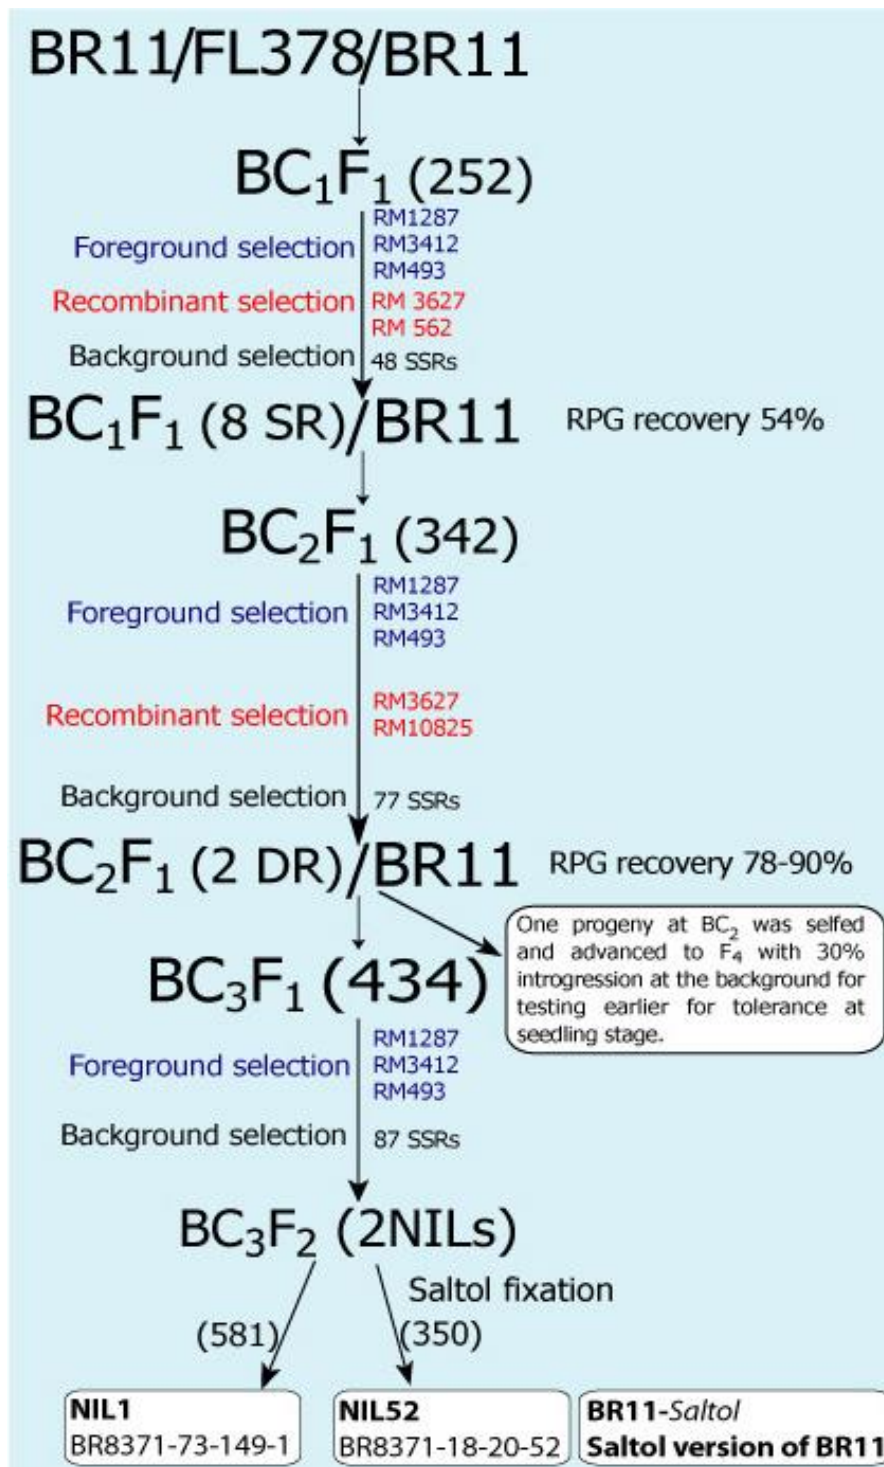 BR11/FL378/BR11
BC₁F₁ (252)
Foreground selection
RM1287
RM3412
RM493
Recombinant selection
RM 3627
RM 562
Background selection
48 SSRs
BC₁F₁ (8 SR)/BR11
RPG recovery 54%
BC₂F₁ (342)
Foreground selection
RM1287
RM3412
RM493
Recombinant selection
RM3627
RM10825
Background selection
77 SSRs
BC₂F₁ (2 DR)/BR11
RPG recovery 78-90%
One progeny at BC₂ was selfed
and advanced to F₄ with 30%
introgression at the background for
testing earlier for tolerance at
seedling stage.
BC₃F₁ (434)
Foreground selection
RM1287
RM3412
RM493
Background selection
87 SSRs
BC₃F₂ (2NILs)
Saltol fixation
(581)
(350)
NIL1
BR8371-73-149-1
NIL52
BR8371-18-20-52
BR11-Saltol
Saltol version of BR11